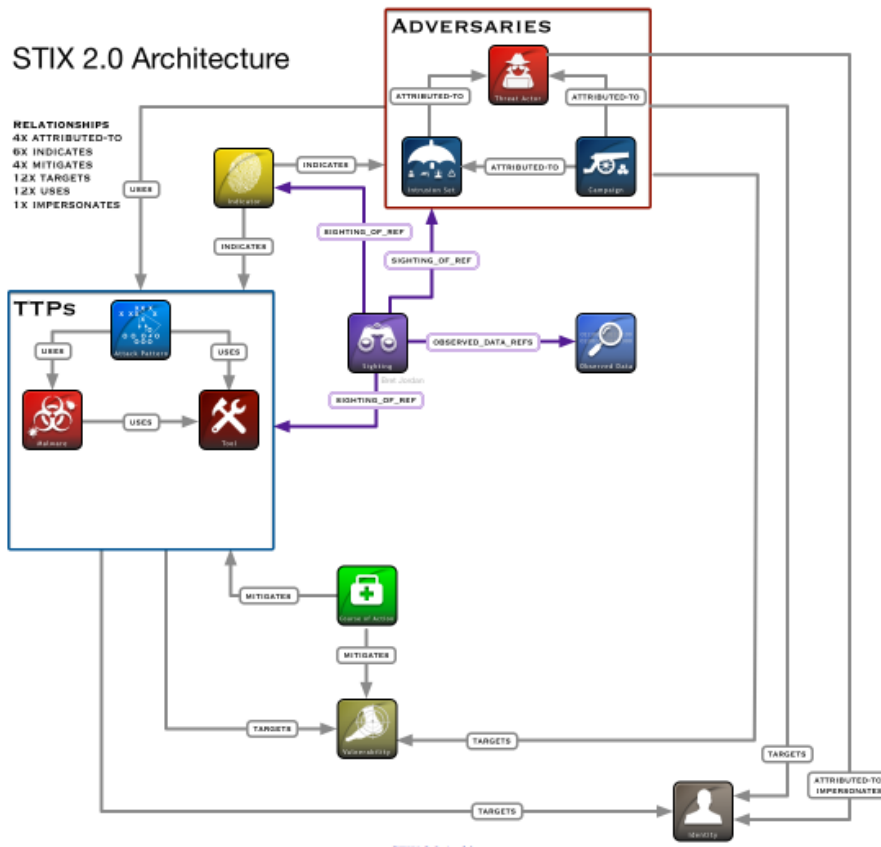 ADVERSARIES
STIX 2.0 Architecture
Threat Actor
ATTRIBUTED-TO
ATTRIBUTED-TO
RELATIONSHIPS
4X ATTRIBUTED-TO
6X INDICATES
4X MITIGATES
12X TARGETS
12X USES
1X IMPERSONATES
INDICATES
ATTRIBUTED-TO
USES
Indicator
Intrusion Set
Campaign
SIGHTING_OF_REF
INDICATES
SIGHTING_OF_REF
TTPs
Attack Pattern
USES
USES
Sighting
OBSERVED_DATA_REFS
Observed Data
Bret Jordan
SIGHTING_OF_REF
USES
Malware
Tool
MITIGATES
Course of Action
MITIGATES
TARGETS
Vulnerability
TARGETS
TARGETS
ATTRIBUTED-TO
IMPERSONATES
TARGETS
Identity